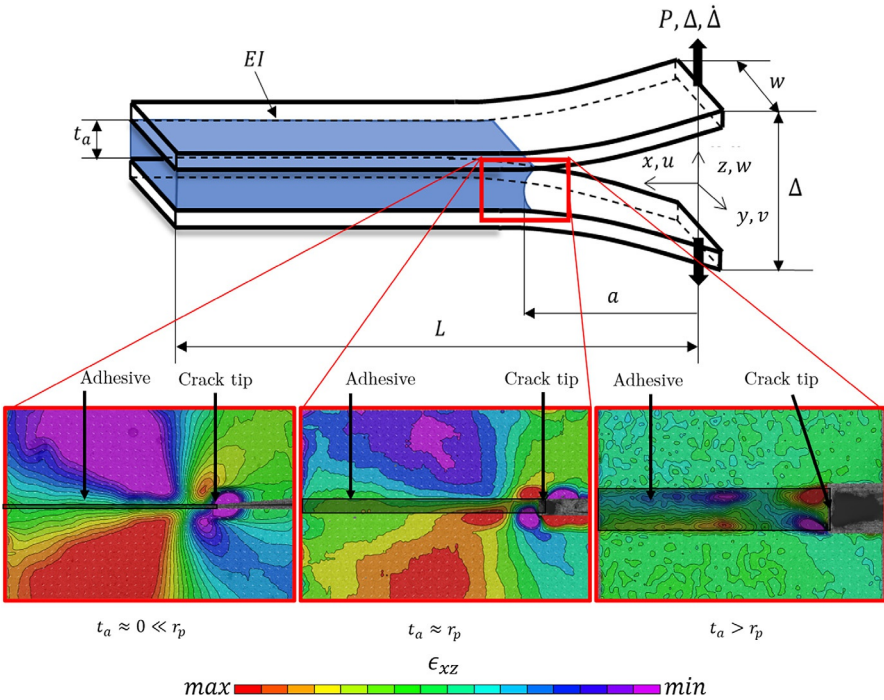 P, Δ, Δ̇
EI
w
t_a
x, u
z, w
Δ
y, v
a
L
Adhesive
Crack tip
Adhesive
Crack tip
Adhesive
Crack tip
t_a ≈ 0 ≪ r_p
t_a ≈ r_p
t_a > r_p
ϵ_xz
max
min